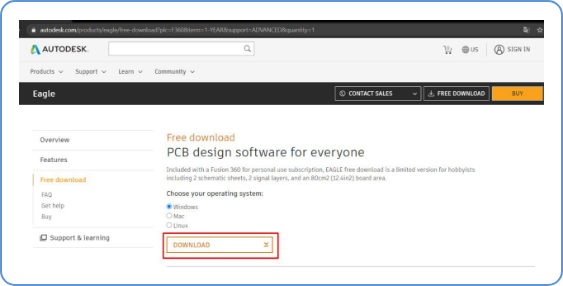 autodesk.com/products/eagle/free-download?plc=F360&term=1-YEAR&support=ADVANCED&quantity=1
AUTODESK.
US
SIGN IN
Products
Support
Learn
Community
Eagle
CONTACT SALES
FREE DOWNLOAD
BUY
Overview
Features
Free download
FAQ
Get help
Buy
Support & learning
Free download
PCB design software for everyone
Included with a Fusion 360 for personal use subscription, EAGLE free download is a limited version for hobbyists
including 2 schematic sheets, 2 signal layers, and an 80cm2 (12.4in2) board area.
Choose your operating system:
Windows
Mac
Linux
DOWNLOAD